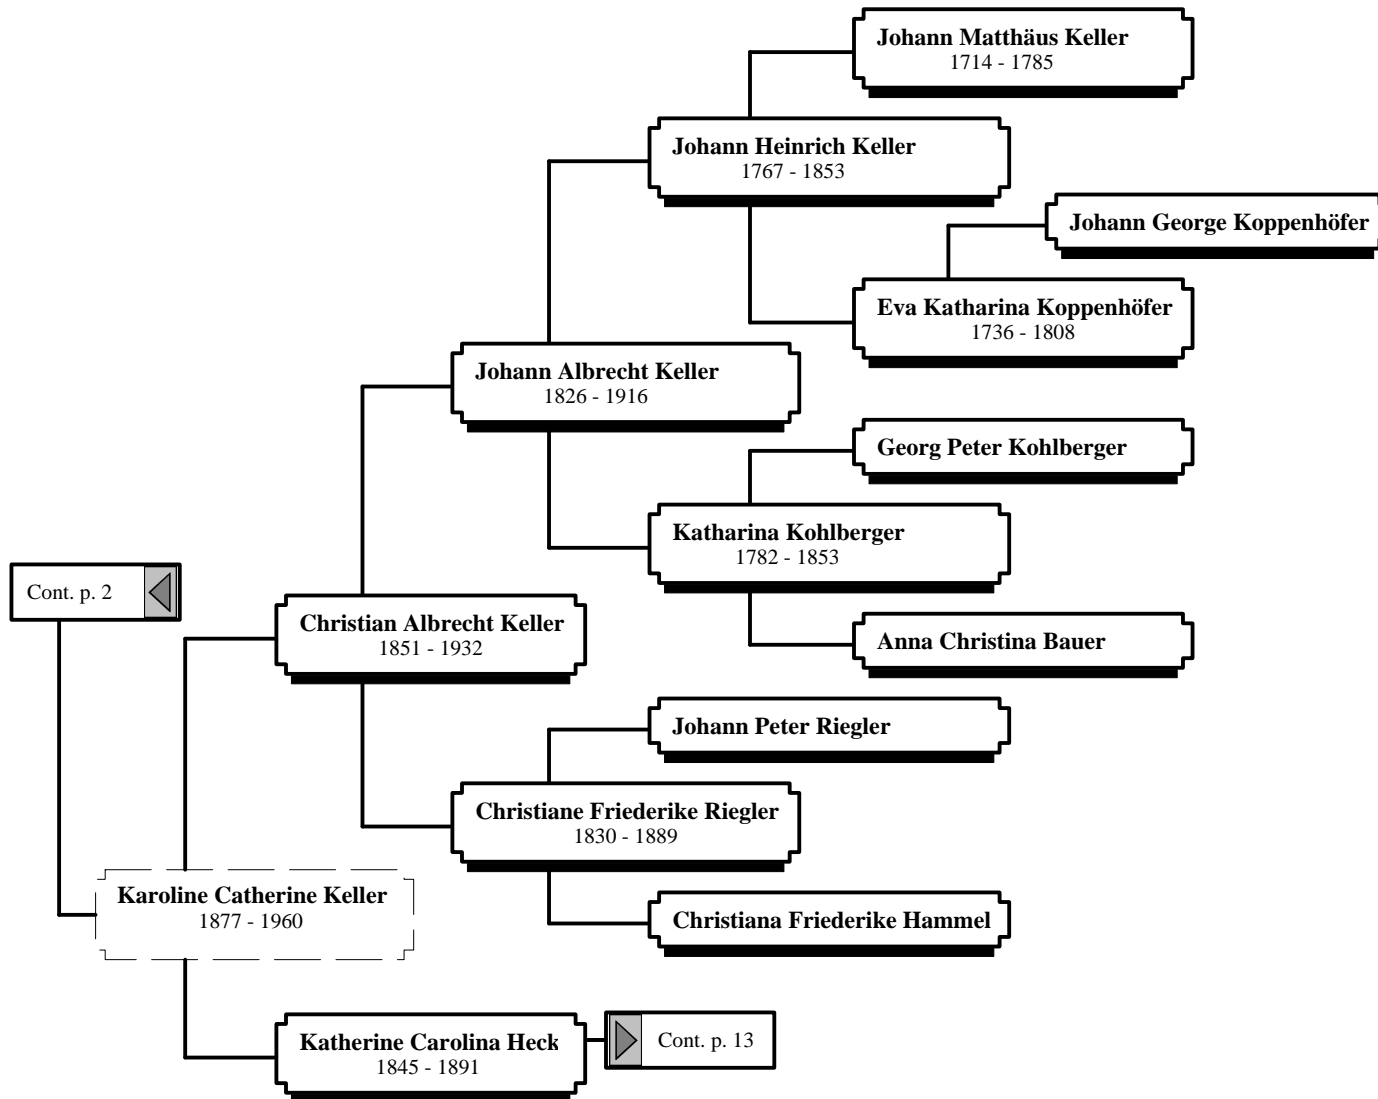 Johann Matthäus Keller
1714 - 1785
Johann Heinrich Keller
1767 - 1853
Johann George Koppenhöfer
Eva Katharina Koppenhöfer
1736 - 1808
Johann Albrecht Keller
1826 - 1916
Georg Peter Kohlberger
Katharina Kohlberger
1782 - 1853
Cont. p. 2
Christian Albrecht Keller
1851 - 1932
Anna Christina Bauer
Johann Peter Riegler
Christiane Friederike Riegler
1830 - 1889
Karoline Catherine Keller
1877 - 1960
Christiana Friederike Hammel
Katherine Carolina Heck
1845 - 1891
Cont. p. 13